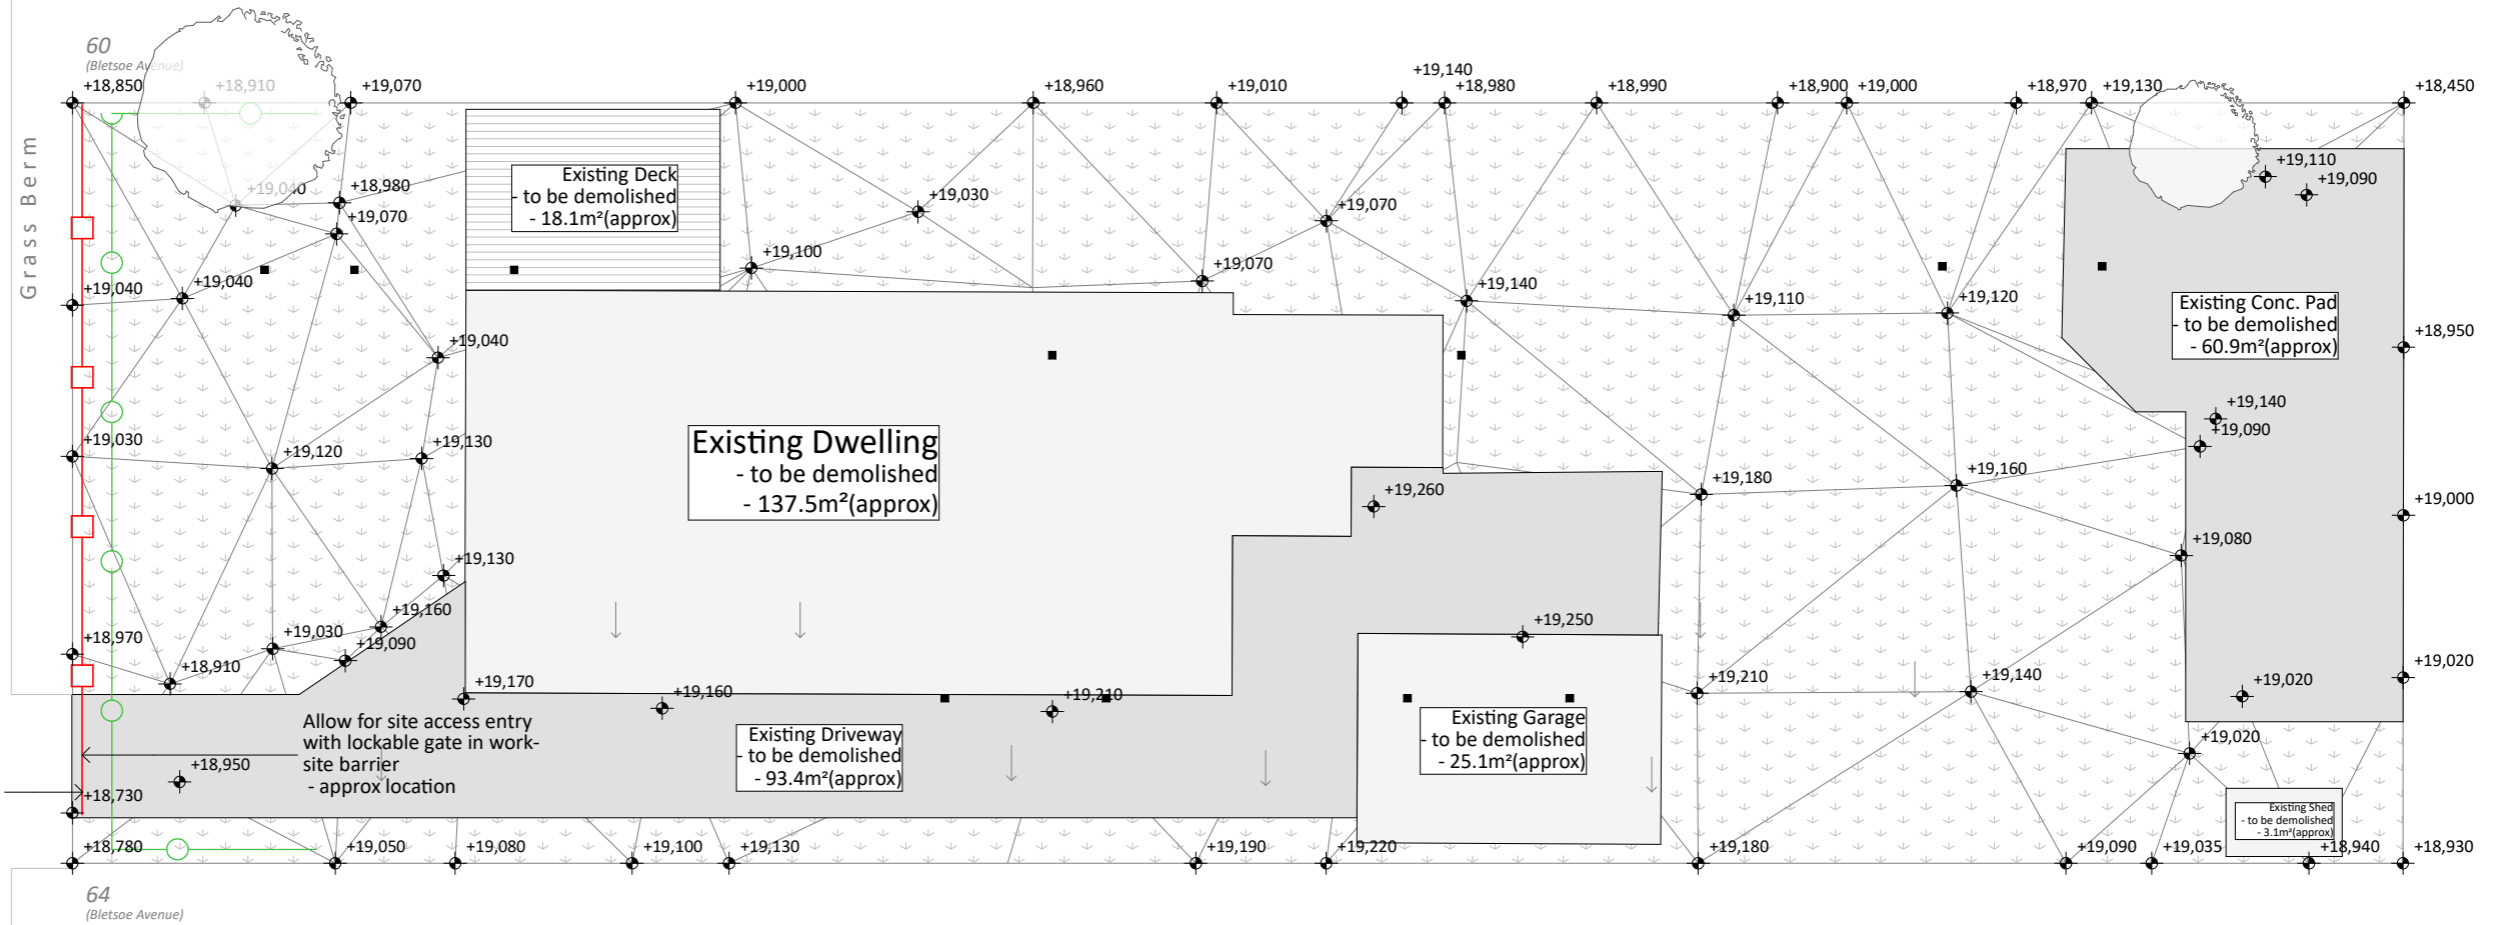 60
(Bletsoe Avenue)
+18,850
+18,910
+19,070
+19,000
+18,960
+19,010
+19,140
+18,980
+18,990
+18,900
+19,000
+18,970
+19,130
+18,450
Grass Berm
+19,040
+18,980
+19,070
Existing Deck
- to be demolished
- 18.1m²(approx)
+19,030
+19,070
+19,110
+19,090
+19,100
+19,070
+19,040
+19,040
+19,140
+19,110
+19,120
Existing Conc. Pad
- to be demolished
- 60.9m²(approx)
+18,950
+19,040
+19,030
+19,120
+19,130
Existing Dwelling
- to be demolished
- 137.5m²(approx)
+19,140
+19,090
+19,260
+19,180
+19,160
+19,000
+19,130
+19,080
+19,160
+19,030
+19,090
+18,970
+18,910
+19,250
+19,170
+19,160
+19,210
+19,210
+19,140
+19,020
+19,020
Allow for site access entry
with lockable gate in work-
site barrier
- approx location
Existing Driveway
- to be demolished
- 93.4m²(approx)
Existing Garage
- to be demolished
- 25.1m²(approx)
+19,020
+18,950
+18,730
Existing Shed
- to be demolished
- 3.1m²(approx)
+18,780
+19,050
+19,080
+19,100
+19,130
+19,190
+19,220
+19,180
+19,090
+19,035
+18,940
+18,930
64
(Bletsoe Avenue)